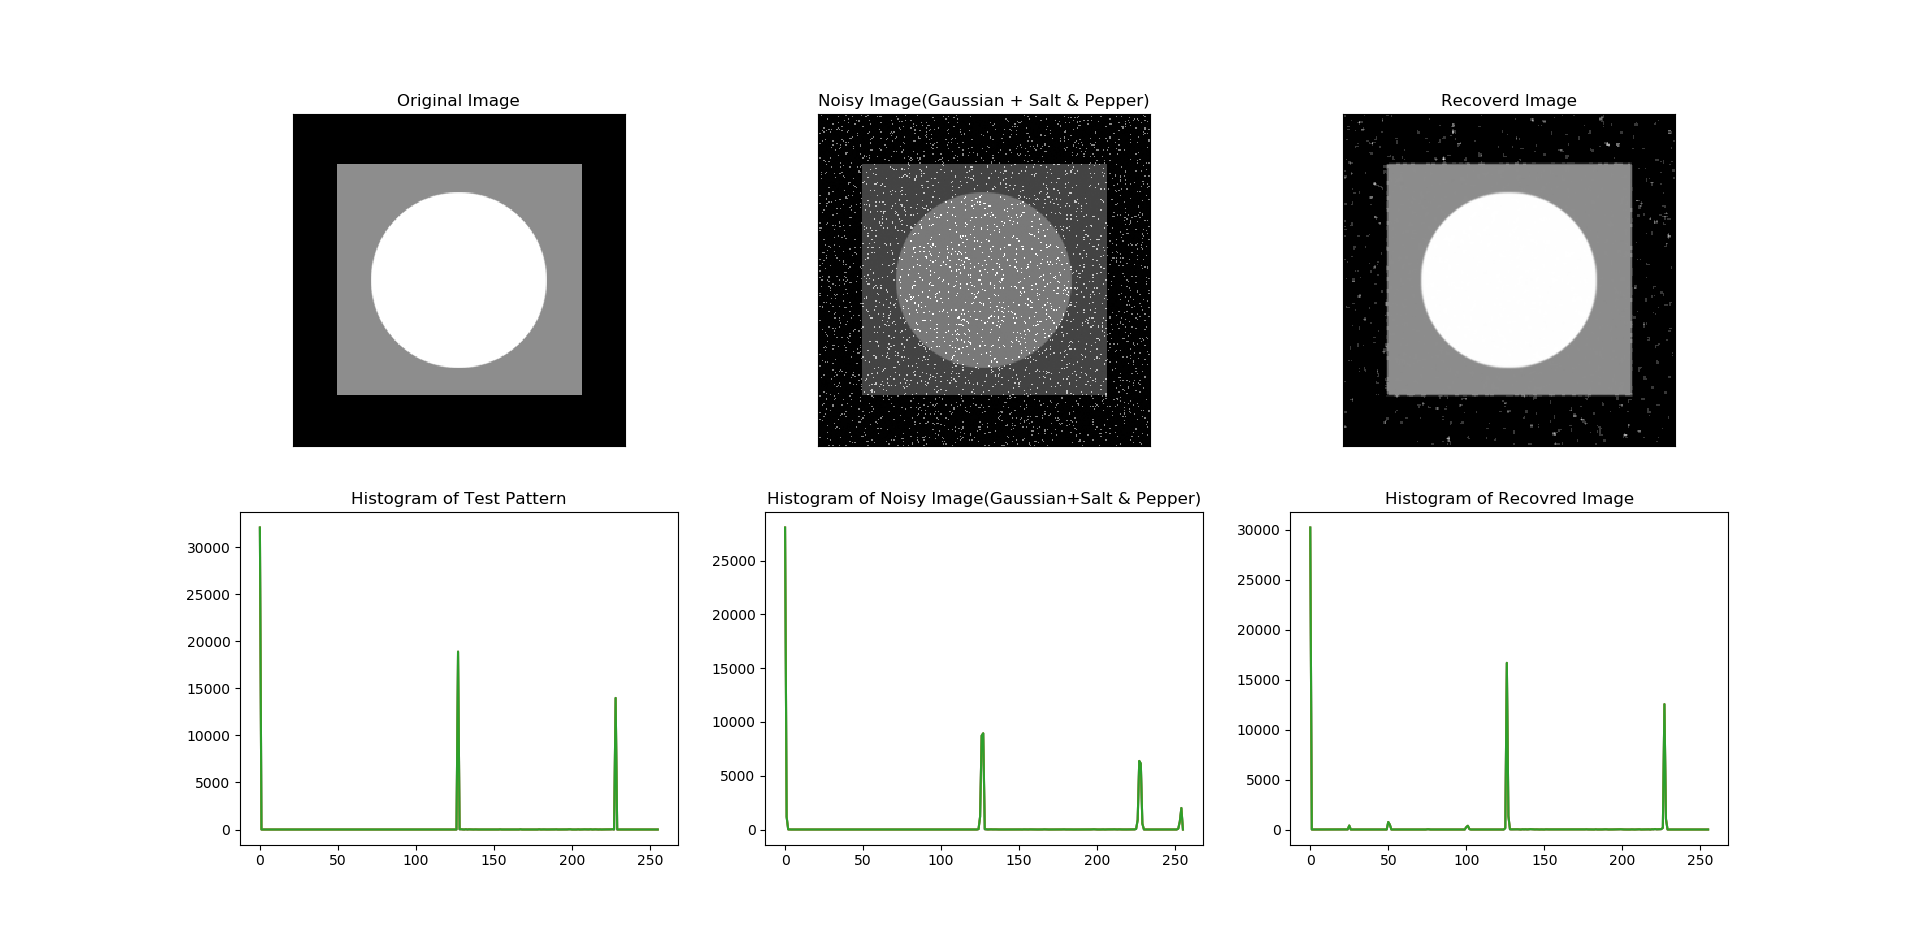 Original Image
Noisy Image(Gaussian + Salt & Pepper)
Recoverd Image
Histogram of Test Pattern
30000
25000
20000
15000
10000
5000
0
0 50 100 150 200 250
Histogram of Noisy Image(Gaussian+Salt & Pepper)
25000
20000
15000
10000
5000
0
0 50 100 150 200 250
Histogram of Recovred Image
30000
25000
20000
15000
10000
5000
0
0 50 100 150 200 250